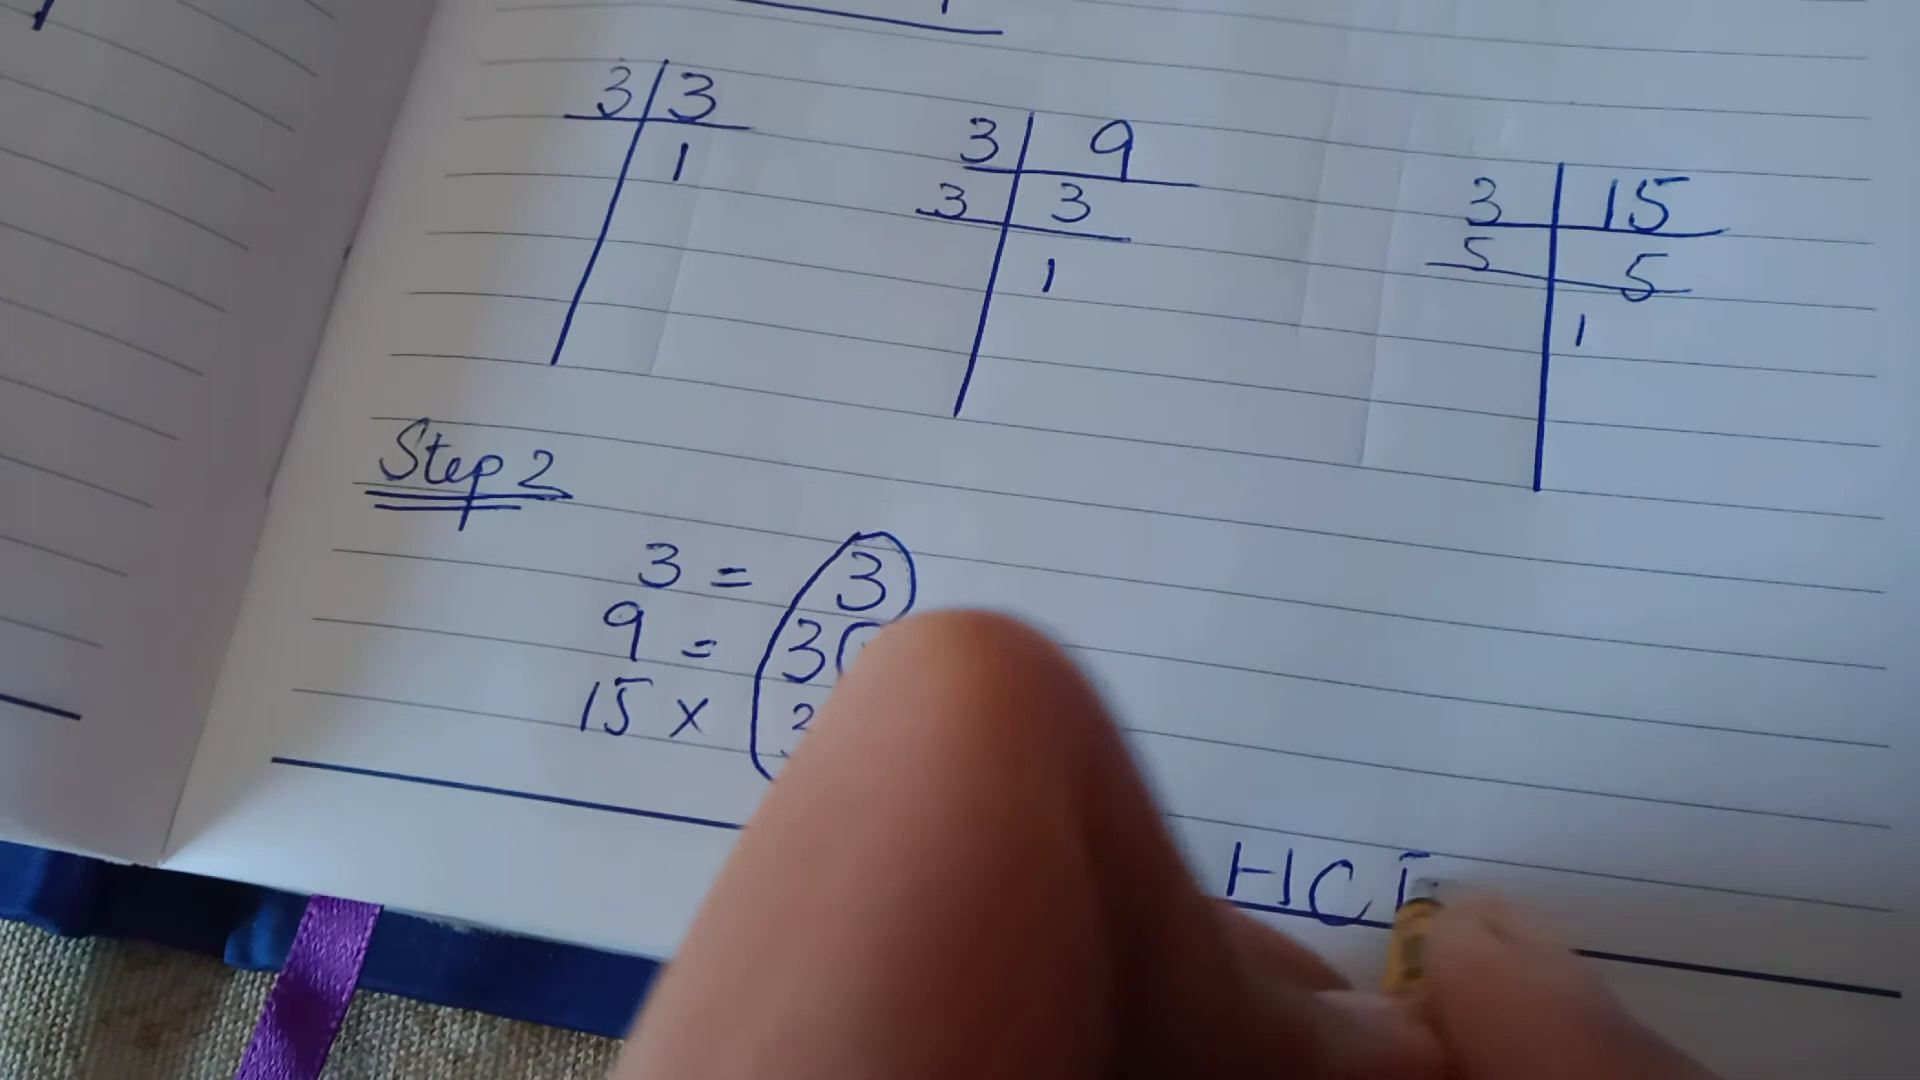 3 3 3 9 3 15
1 3 3 5 5
1 1
Step 2
3 = 3
9 = 3
15 × 3
HCF